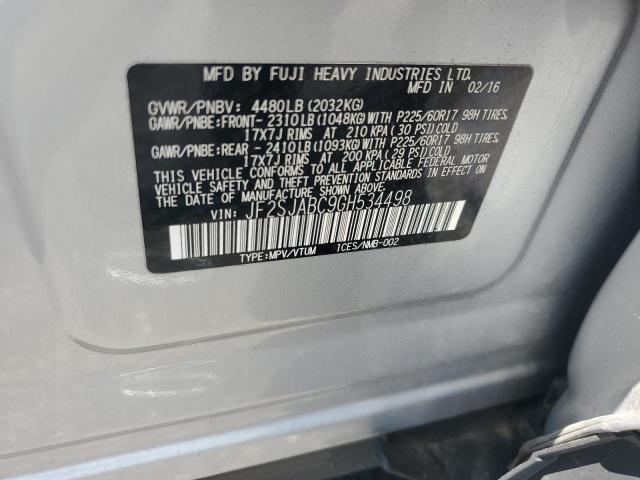 MFD BY FUJI HEAVY INDUSTRIES LTD.
MFD IN 02/16
GVWR/PNBV: 4480LB (2032KG)
GAWR/PNBE:FRONT- 2310LB (1048KG) WITH P225/60R17 98H TIRES,
17X7J RIMS AT 210 KPA (30 PSI) COLD
GAWR/PNBE:REAR - 2410LB (1093KG) WITH P225/60R17 98H TIRES,
17X7J RIMS AT 200 KPA (29 PSI) COLD
THIS VEHICLE CONFORMS TO ALL APPLICABLE FEDERAL MOTOR
VEHICLE SAFETY, BUMPER, AND THEFT PREVENTION STANDARDS IN EFFECT ON
THE DATE OF MANUFACTURE SHOWN ABOVE.
VIN: JF2SJABC9GH534498
TYPE:MPV/VTUM ICES/NMB-002